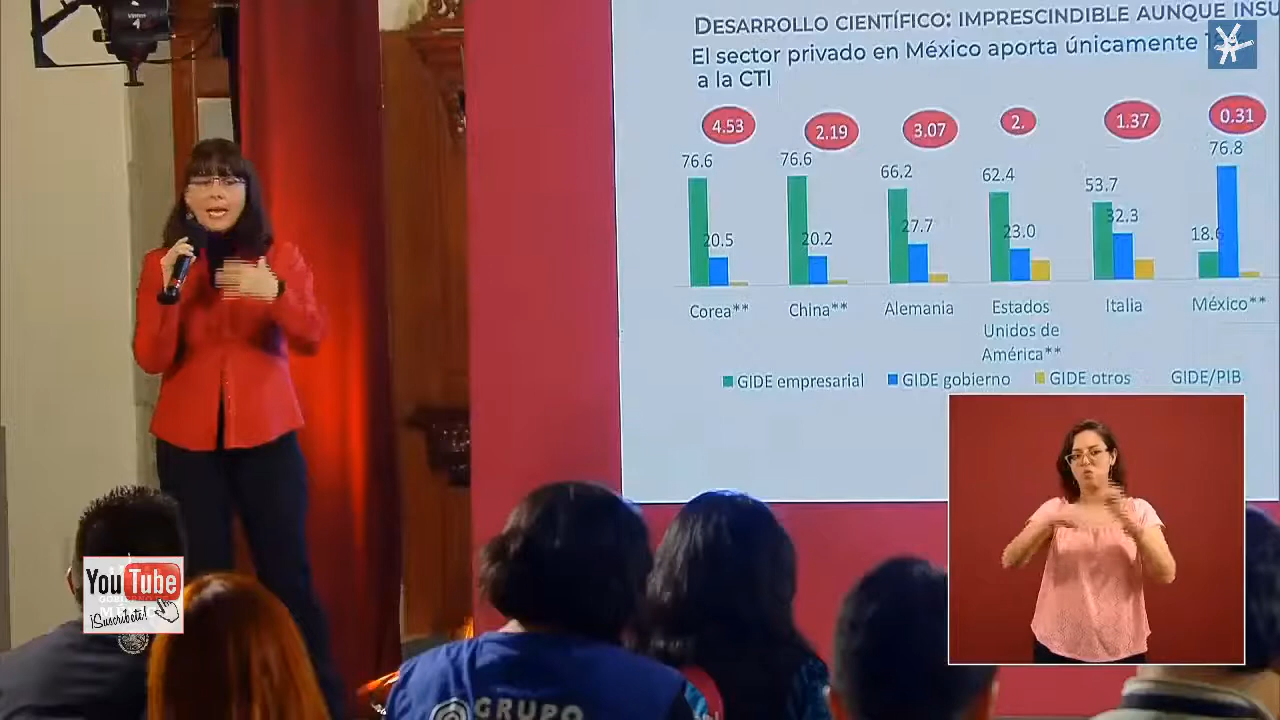 DESARROLLO CIENTÍFICO: IMPRESCINDIBLE AUNQUE INSU
El sector privado en México aporta únicamente
a la CTI
4.53
2.19
3.07
2.
1.37
0.31
76.6
76.6
66.2
62.4
53.7
76.8
20.5
20.2
27.7
23.0
32.3
18.6
Corea**
China**
Alemania
Estados
Unidos de
América**
Italia
México**
GIDE empresarial
GIDE gobierno
GIDE otros
GIDE/PIB
YouTube
¡Suscríbete!
MÉXICO
GRUPO